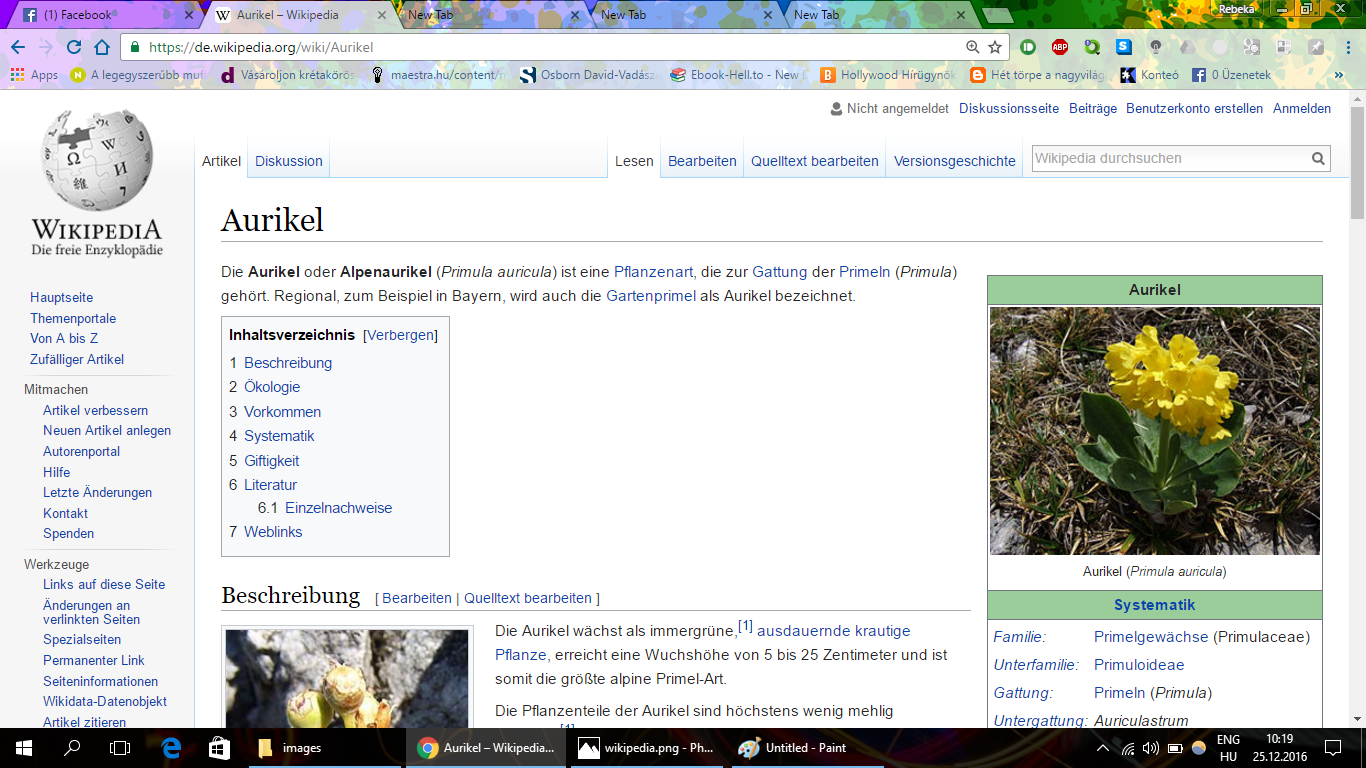 (1) Facebook
Aurikel – Wikipedia
New Tab
New Tab
New Tab
Rebeka
https://de.wikipedia.org/wiki/Aurikel
Apps
A legegyszerűbb
Vásároljon krétakörös
maestra.hu/content/
Osborn David-Vadász
Ebook-Hell.to - New
Hollywood Hírügynök
Hét törpe a nagyvilág
Konteó
0 Üzenetek
Nicht angemeldet Diskussionsseite Beiträge Benutzerkonto erstellen Anmelden
Artikel Diskussion Lesen Bearbeiten Quelltext bearbeiten Versionsgeschichte Wikipedia durchsuchen
WIKIPEDIA
Die freie Enzyklopädie
Hauptseite
Themenportale
Von A bis Z
Zufälliger Artikel
Mitmachen
Artikel verbessern
Neuen Artikel anlegen
Autorenportal
Hilfe
Letzte Änderungen
Kontakt
Spenden
Werkzeuge
Links auf diese Seite
Änderungen an
verlinkten Seiten
Spezialseiten
Permanenter Link
Seiteninformationen
Wikidata-Datenobjekt
Artikel zitieren
Aurikel
Die Aurikel oder Alpenaurikel (Primula auricula) ist eine Pflanzenart, die zur Gattung der Primeln (Primula)
gehört. Regional, zum Beispiel in Bayern, wird auch die Gartenprimel als Aurikel bezeichnet.
Inhaltsverzeichnis [Verbergen]
1 Beschreibung
2 Ökologie
3 Vorkommen
4 Systematik
5 Giftigkeit
6 Literatur
6.1 Einzelnachweise
7 Weblinks
Beschreibung [ Bearbeiten | Quelltext bearbeiten ]
Die Aurikel wächst als immergrüne,[1] ausdauernde krautige
Pflanze, erreicht eine Wuchshöhe von 5 bis 25 Zentimeter und ist
somit die größte alpine Primel-Art.
Die Pflanzenteile der Aurikel sind höchstens wenig mehlig
[1]
Aurikel
Aurikel (Primula auricula)
Systematik
Familie: Primelgewächse (Primulaceae)
Unterfamilie: Primuloideae
Gattung: Primeln (Primula)
Untergattung: Auriculastrum
images
Aurikel – Wikipedia...
wikipedia.png - Ph...
Untitled - Paint
ENG
HU
10:19
25.12.2016